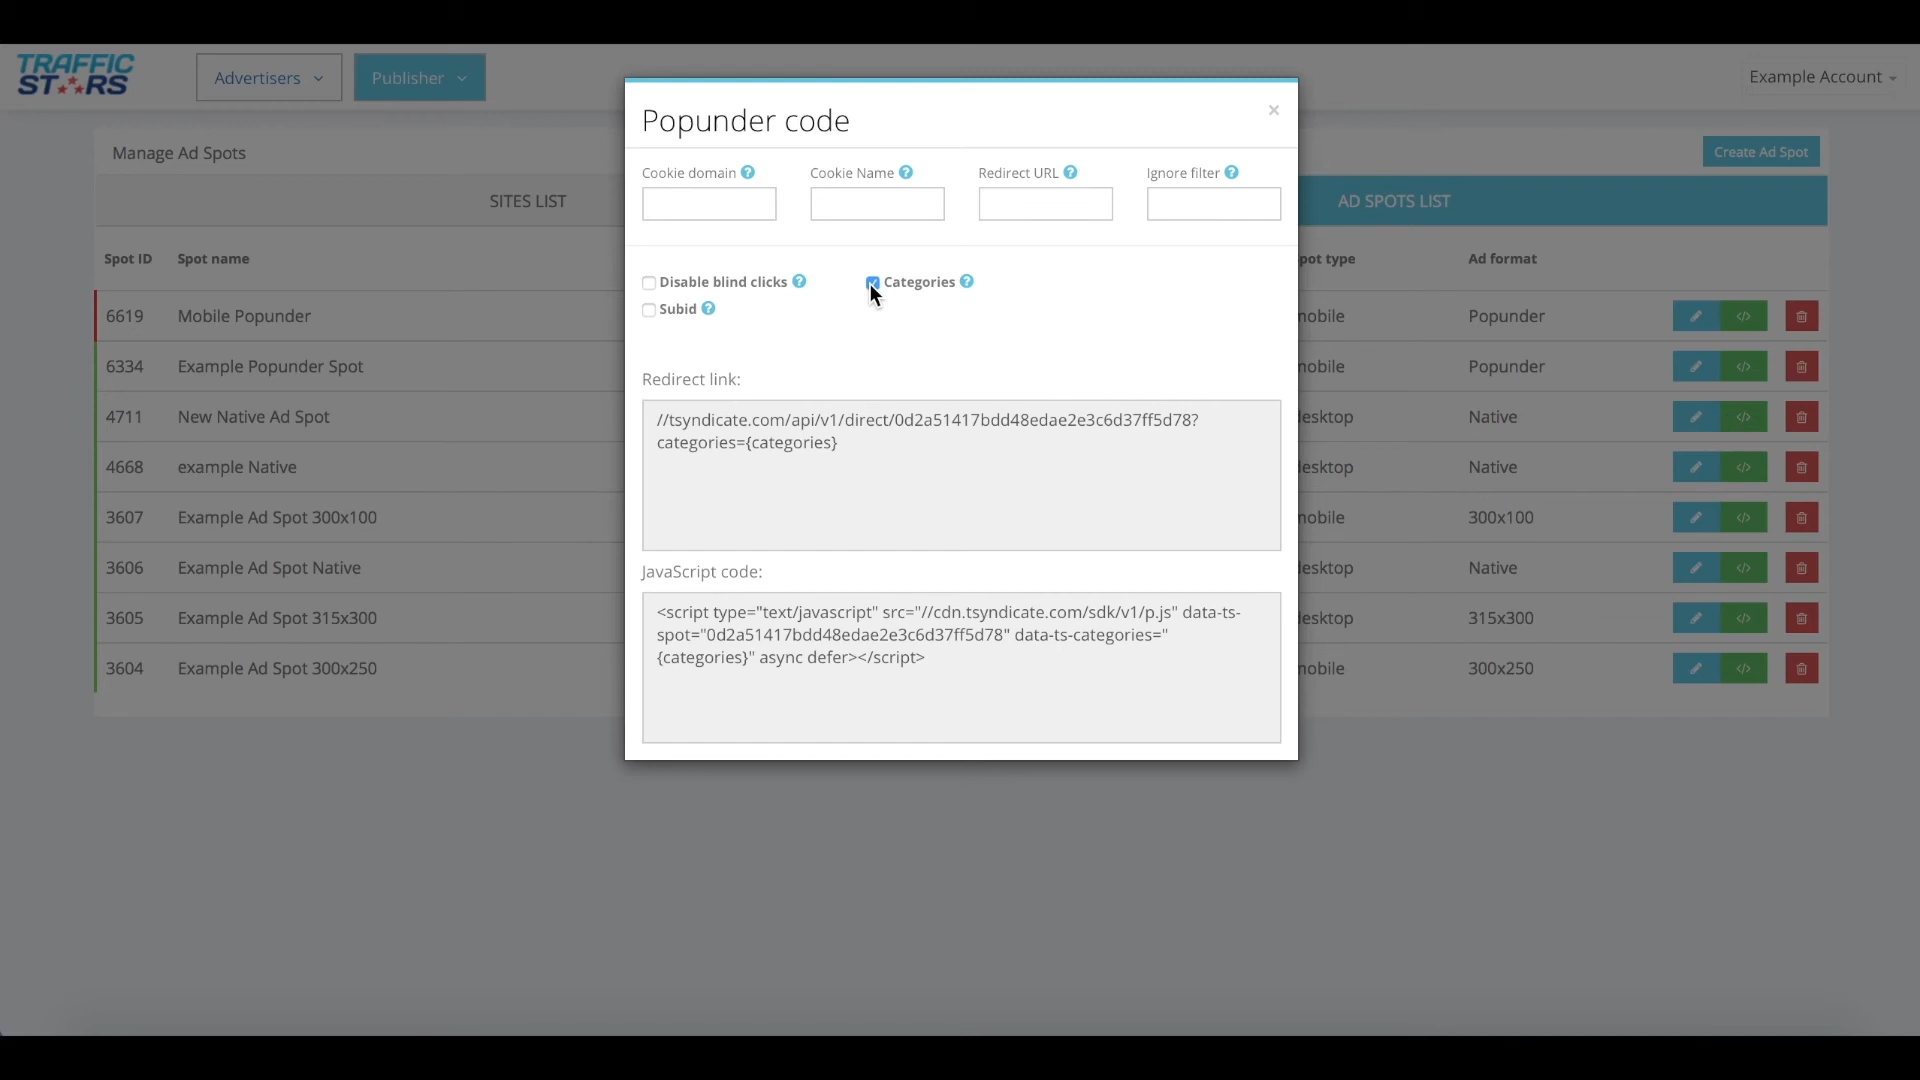 TRAFFIC
STARS
Advertisers
Publisher
Example Account
Popunder code
×
Manage Ad Spots
Create Ad Spot
Cookie domain ?
Cookie Name ?
Redirect URL ?
Ignore filter ?
SITES LIST
AD SPOTS LIST
Spot ID
Spot name
pot type
Ad format
Disable blind clicks ?
Categories ?
Subid ?
6619
Mobile Popunder
nobile
Popunder
</>
6334
Example Popunder Spot
nobile
Popunder
</>
Redirect link:
//tsyndicate.com/api/v1/direct/0d2a51417bdd48edae2e3c6d37ff5d78?
categories={categories}
4711
New Native Ad Spot
desktop
Native
</>
4668
example Native
desktop
Native
</>
3607
Example Ad Spot 300x100
nobile
300x100
</>
3606
Example Ad Spot Native
desktop
Native
</>
JavaScript code:
<script type="text/javascript" src="//cdn.tsyndicate.com/sdk/v1/p.js" data-ts-
spot="0d2a51417bdd48edae2e3c6d37ff5d78" data-ts-categories="
{categories}" async defer></script>
3605
Example Ad Spot 315x300
desktop
315x300
</>
3604
Example Ad Spot 300x250
nobile
300x250
</>